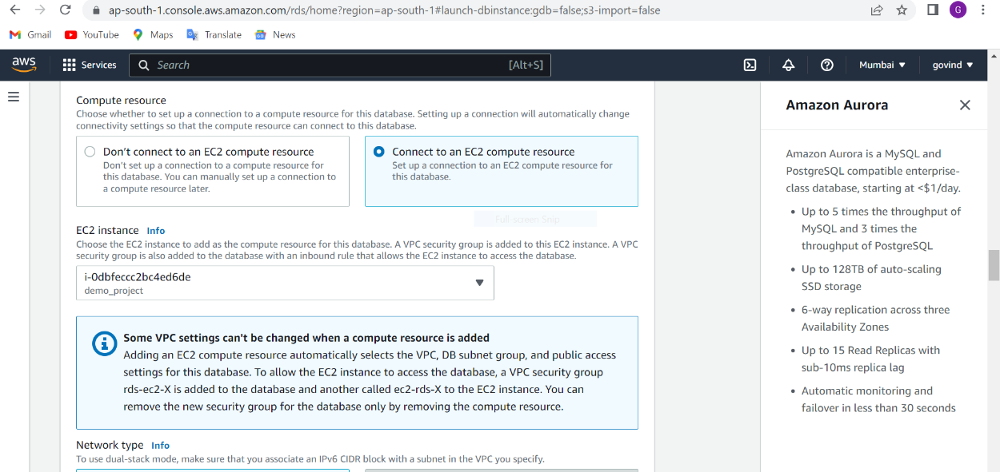 ap-south-1.console.aws.amazon.com/rds/home?region=ap-south-1#launch-dbinstance:gdb=false;s3-import=false
G
Gmail
YouTube
Maps
Translate
News
aws
Services
Search
[Alt+S]
Mumbai ▼
govind ▼
Compute resource
Choose whether to set up a connection to a compute resource for this database. Setting up a connection will automatically change
connectivity settings so that the compute resource can connect to this database.
Don't connect to an EC2 compute resource
Don't set up a connection to a compute resource for
this database. You can manually set up a connection to
a compute resource later.
Connect to an EC2 compute resource
Set up a connection to an EC2 compute resource for
this database.
Full-screen Snip
EC2 instance Info
Choose the EC2 instance to add as the compute resource for this database. A VPC security group is added to this EC2 instance. A VPC
security group is also added to the database with an inbound rule that allows the EC2 instance to access the database.
i-0dbfeccc2bc4ed6de
demo_project
Some VPC settings can't be changed when a compute resource is added
Adding an EC2 compute resource automatically selects the VPC, DB subnet group, and public access
settings for this database. To allow the EC2 instance to access the database, a VPC security group
rds-ec2-X is added to the database and another called ec2-rds-X to the EC2 instance. You can
remove the new security group for the database only by removing the compute resource.
Network type Info
To use dual-stack mode, make sure that you associate an IPv6 CIDR block with a subnet in the VPC you specify.
Amazon Aurora
Amazon Aurora is a MySQL and
PostgreSQL compatible enterprise-
class database, starting at <$1/day.
• Up to 5 times the throughput of
MySQL and 3 times the
throughput of PostgreSQL
• Up to 128TB of auto-scaling
SSD storage
• 6-way replication across three
Availability Zones
• Up to 15 Read Replicas with
sub-10ms replica lag
• Automatic monitoring and
failover in less than 30 seconds